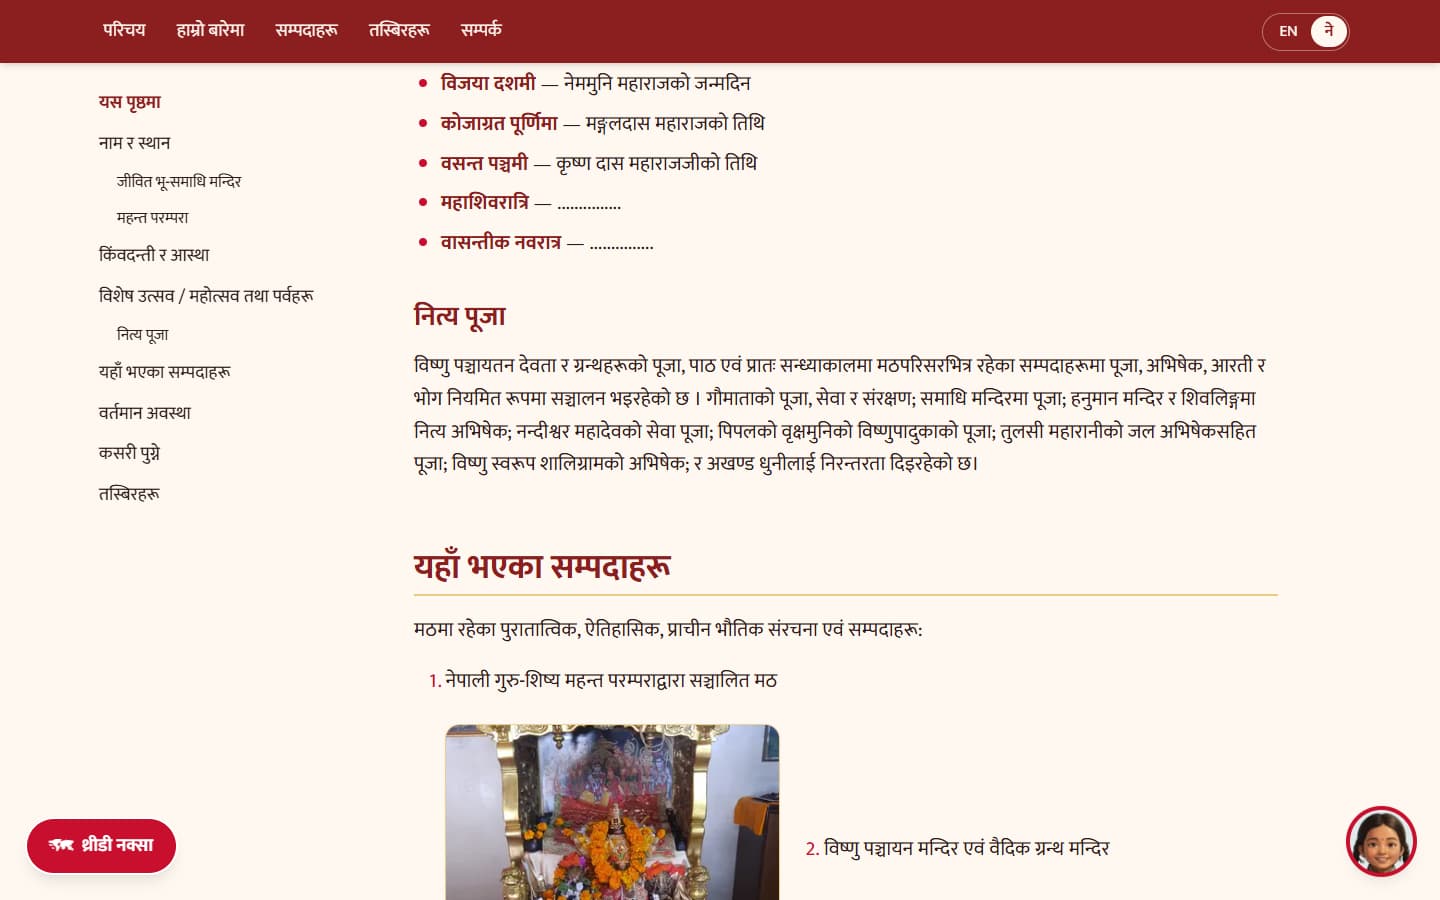 परिचय हाम्रो बारेमा सम्पदाहरू तस्बिरहरू सम्पर्क EN ने
यस पृष्ठमा
नाम र स्थान
जीवित भू-समाधि मन्दिर
महन्त परम्परा
किंवदन्ती र आस्था
विशेष उत्सव / महोत्सव तथा पर्वहरू
नित्य पूजा
यहाँ भएका सम्पदाहरू
वर्तमान अवस्था
कसरी पुग्ने
तस्बिरहरू
विजया दशमी — नेममुनि महाराजको जन्मदिन
कोजाग्रत पूर्णिमा — मङ्गलदास महाराजको तिथि
वसन्त पञ्चमी — कृष्ण दास महाराजजीको तिथि
महाशिवरात्रि — ...............
वासन्तीक नवरात्र — ...............
नित्य पूजा
विष्णु पञ्चायतन देवता र ग्रन्थहरूको पूजा, पाठ एवं प्रातः सन्ध्याकालमा मठपरिसरभित्र रहेका सम्पदाहरूमा पूजा, अभिषेक, आरती र
भोग नियमित रूपमा सञ्चालन भइरहेको छ । गौमाताको पूजा, सेवा र संरक्षण; समाधि मन्दिरमा पूजा; हनुमान मन्दिर र शिवलिङ्गमा
नित्य अभिषेक; नन्दीश्वर महादेवको सेवा पूजा; पिपलको वृक्षमुनिको विष्णुपादुकाको पूजा; तुलसी महारानीको जल अभिषेकसहित
पूजा; विष्णु स्वरूप शालिग्रामको अभिषेक; र अखण्ड धुनीलाई निरन्तरता दिइरहेको छ।
यहाँ भएका सम्पदाहरू
मठमा रहेका पुरातात्विक, ऐतिहासिक, प्राचीन भौतिक संरचना एवं सम्पदाहरू:
1. नेपाली गुरु-शिष्य महन्त परम्पराद्वारा सञ्चालित मठ
2. विष्णु पञ्चायन मन्दिर एवं वैदिक ग्रन्थ मन्दिर
थ्रीडी नक्सा